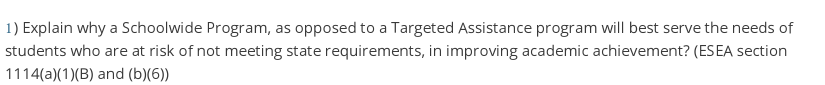 1) Explain why a Schoolwide Program, as opposed to a Targeted Assistance program will best serve the needs of
students who are at risk of not meeting state requirements, in improving academic achievement? (ESEA section
1114(a)(1)(B) and (b)(6))